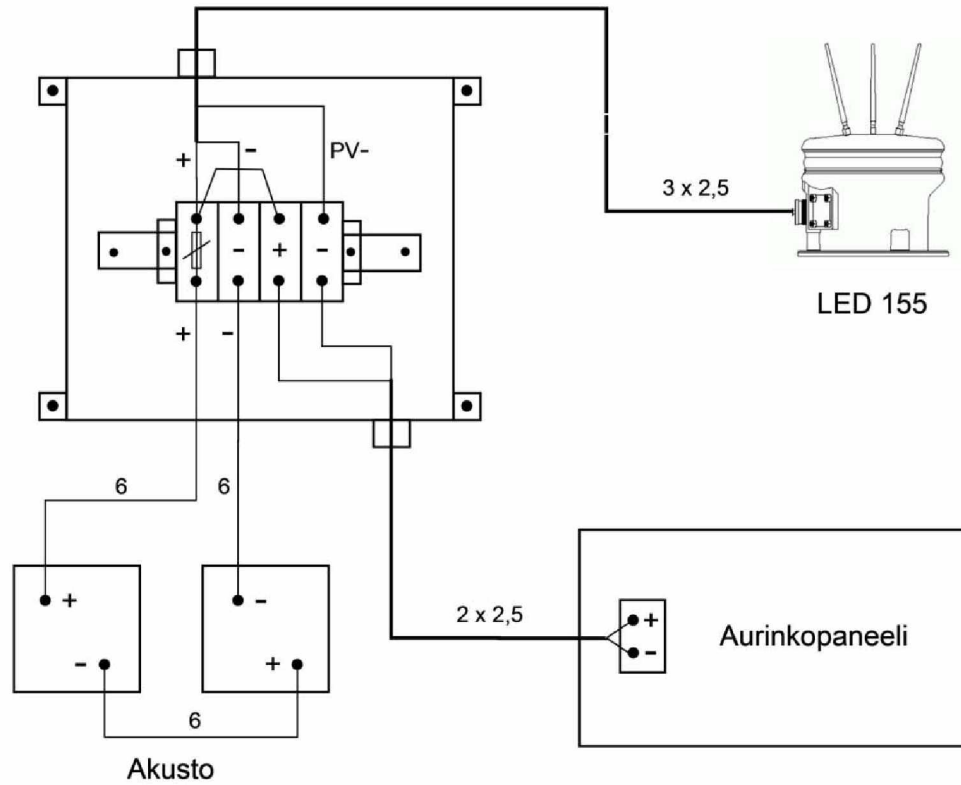 +
-
PV-
3 x 2,5
-
+
-
LED 155
+
-
6
6
+
-
2 x 2,5
+
-
Aurinkopaneeli
-
+
6
Akusto